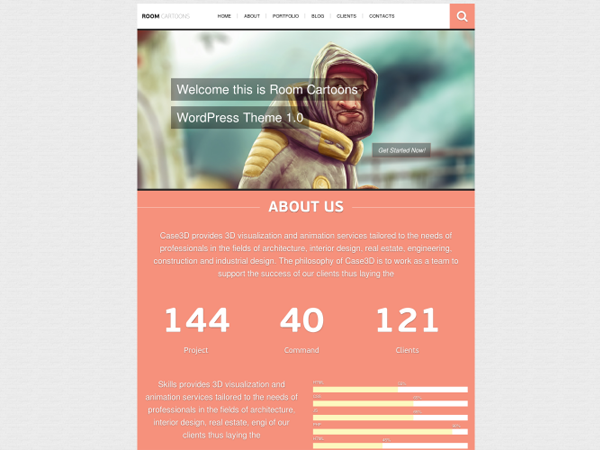 ROOM CARTOONS
HOME
ABOUT
PORTFOLIO
BLOG
CLIENTS
CONTACTS
Welcome this is Room Cartoons
WordPress Theme 1.0
Get Started Now!
ABOUT US
Case3D provides 3D visualization and animation services tailored to the needs of
professionals in the fields of architecture, interior design, real estate, engineering,
construction and industrial design. The philosophy of Case3D is to work as a team to
support the success of our clients thus laying the
144
40
121
Project
Command
Clients
Skills provides 3D visualization and
animation services tailored to the needs of
professionals in the fields of architecture,
interior design, real estate, engi of our
clients thus laying the